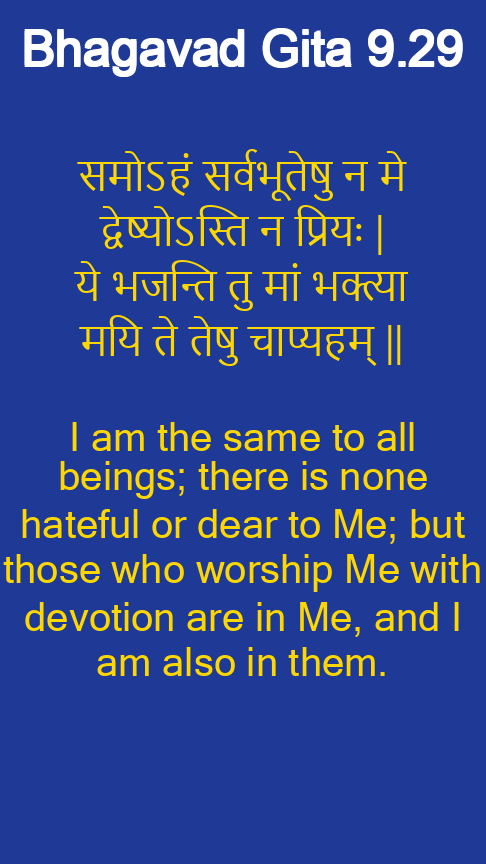 Bhagavad Gita 9.29
समोऽहं सर्वभूतेषु न मे
द्वेष्योऽस्ति न प्रियः |
ये भजन्ति तु मां भक्त्या
मयि ते तेषु चाप्यहम् ||
I am the same to all
beings; there is none
hateful or dear to Me; but
those who worship Me with
devotion are in Me, and I
am also in them.